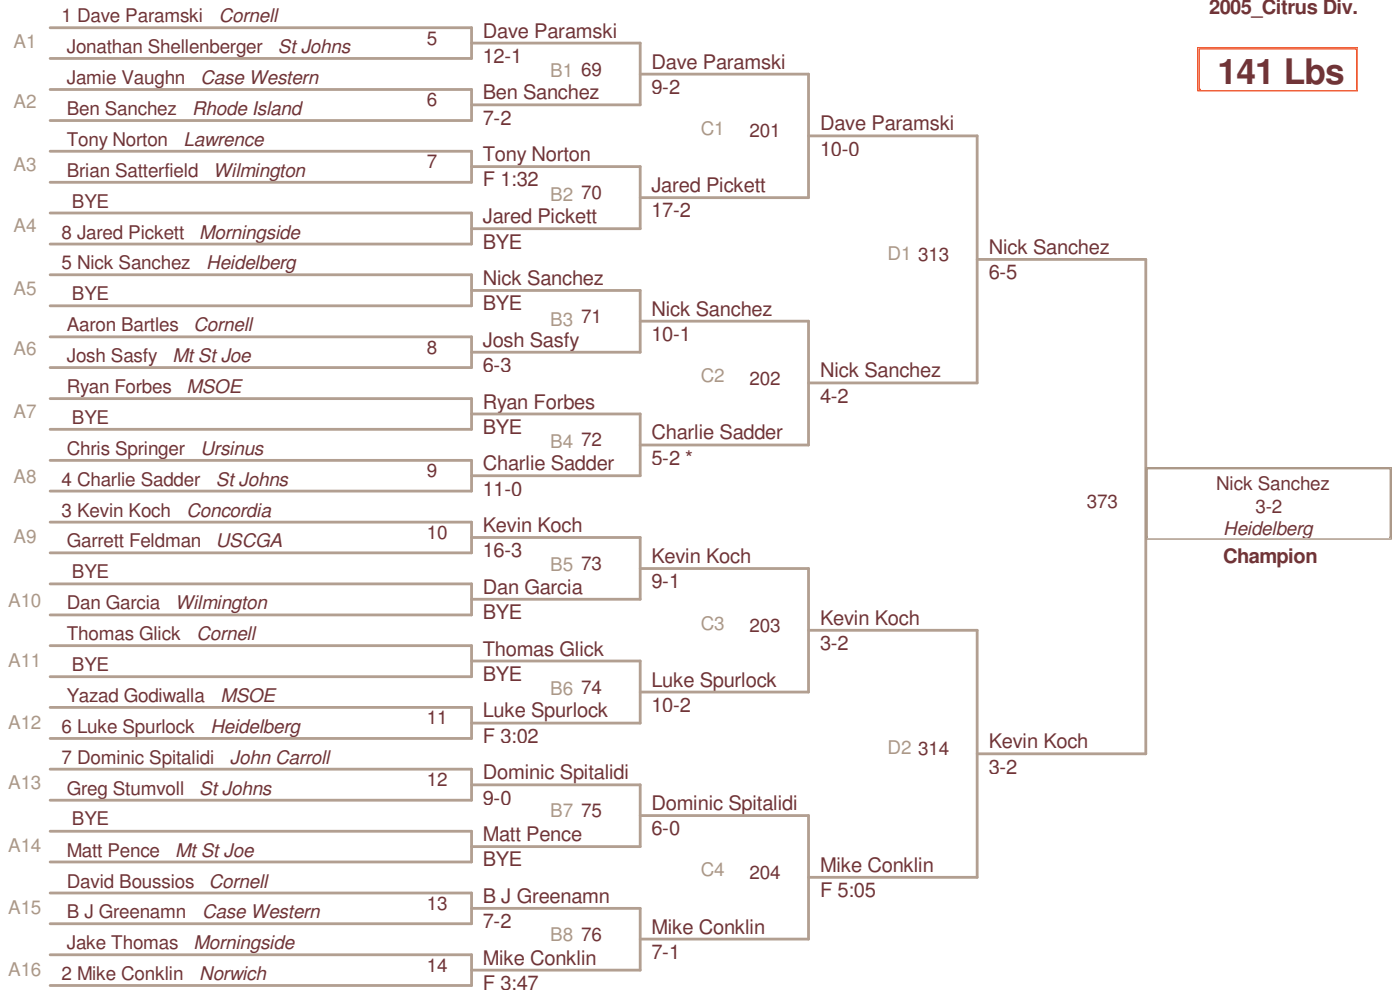 2005_Citrus Div.
141 Lbs
1 Dave Paramski Cornell
A1
Jonathan Shellenberger St Johns 5
Jamie Vaughn Case Western
A2
Ben Sanchez Rhode Island 6
Tony Norton Lawrence
A3
Brian Satterfield Wilmington 7
BYE
A4
8 Jared Pickett Morningside
5 Nick Sanchez Heidelberg
A5
BYE
Aaron Bartles Cornell
A6
Josh Sasfy Mt St Joe 8
Ryan Forbes MSOE
A7
BYE
Chris Springer Ursinus
A8
4 Charlie Sadder St Johns 9
3 Kevin Koch Concordia
A9
Garrett Feldman USCGA 10
BYE
A10
Dan Garcia Wilmington
Thomas Glick Cornell
A11
BYE
Yazad Godiwalla MSOE
A12
6 Luke Spurlock Heidelberg 11
7 Dominic Spitalidi John Carroll
A13
Greg Stumvoll St Johns 12
BYE
A14
Matt Pence Mt St Joe
David Boussios Cornell
A15
B J Greenamn Case Western 13
Jake Thomas Morningside
A16
2 Mike Conklin Norwich 14
Dave Paramski
12-1
B1 69
Ben Sanchez
7-2
Tony Norton
F 1:32
B2 70
Jared Pickett
BYE
Nick Sanchez
BYE
B3 71
Josh Sasfy
6-3
Ryan Forbes
BYE
B4 72
Charlie Sadder
11-0
Kevin Koch
16-3
B5 73
Dan Garcia
BYE
Thomas Glick
BYE
B6 74
Luke Spurlock
F 3:02
Dominic Spitalidi
9-0
B7 75
Matt Pence
BYE
B J Greenamn
7-2
B8 76
Mike Conklin
F 3:47
Dave Paramski
9-2
C1 201
Jared Pickett
17-2
Nick Sanchez
10-1
C2 202
Charlie Sadder
5-2 *
Kevin Koch
9-1
C3 203
Luke Spurlock
10-2
Dominic Spitalidi
6-0
C4 204
Mike Conklin
7-1
Dave Paramski
10-0
D1 313
Nick Sanchez
4-2
Kevin Koch
3-2
D2 314
Mike Conklin
F 5:05
Nick Sanchez
6-5
373
Kevin Koch
3-2
Nick Sanchez
3-2
Heidelberg
Champion